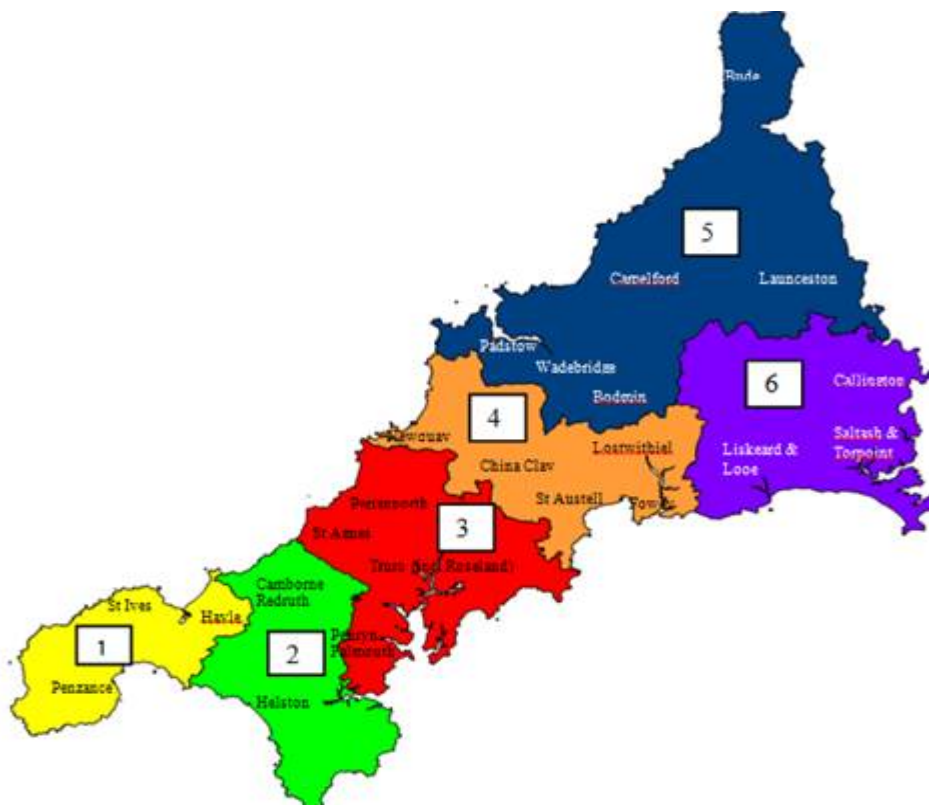 Bude
5
Camelford
Launceston
Padstow
Wadebridge
Bodmin
6
Callington
Saltash &
Torpoint
Liskeard &
Looe
4
Newquay
Lostwithiel
China Clay
St Austell
Fowey
Perranporth
St Agnes
3
Truro (incl Roseland)
Camborne
Redruth
St Ives
Hayle
1
2
Penryn
Falmouth
Penzance
Helston